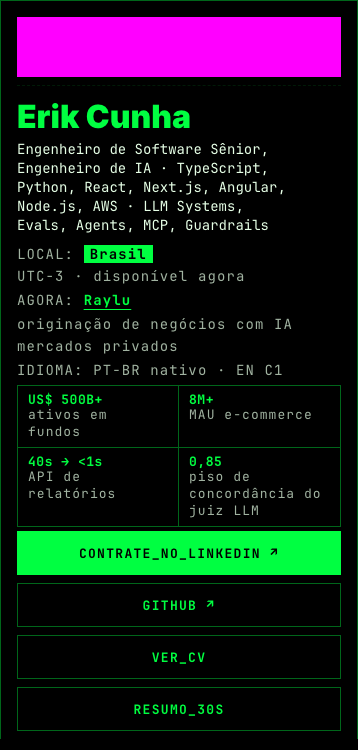 Erik Cunha
Engenheiro de Software Sênior,
Engenheiro de IA · TypeScript,
Python, React, Next.js, Angular,
Node.js, AWS · LLM Systems,
Evals, Agents, MCP, Guardrails
LOCAL: Brasil
UTC-3 · disponível agora
AGORA: Raylu
originação de negócios com IA
mercados privados
IDIOMA: PT-BR nativo · EN C1
US$ 500B+
ativos em
fundos
8M+
MAU e-commerce
40s → <1s
API de
relatórios
0,85
piso de
concordância do
juiz LLM
CONTRATE_NO_LINKEDIN ↗
GITHUB ↗
VER_CV
RESUMO_30S